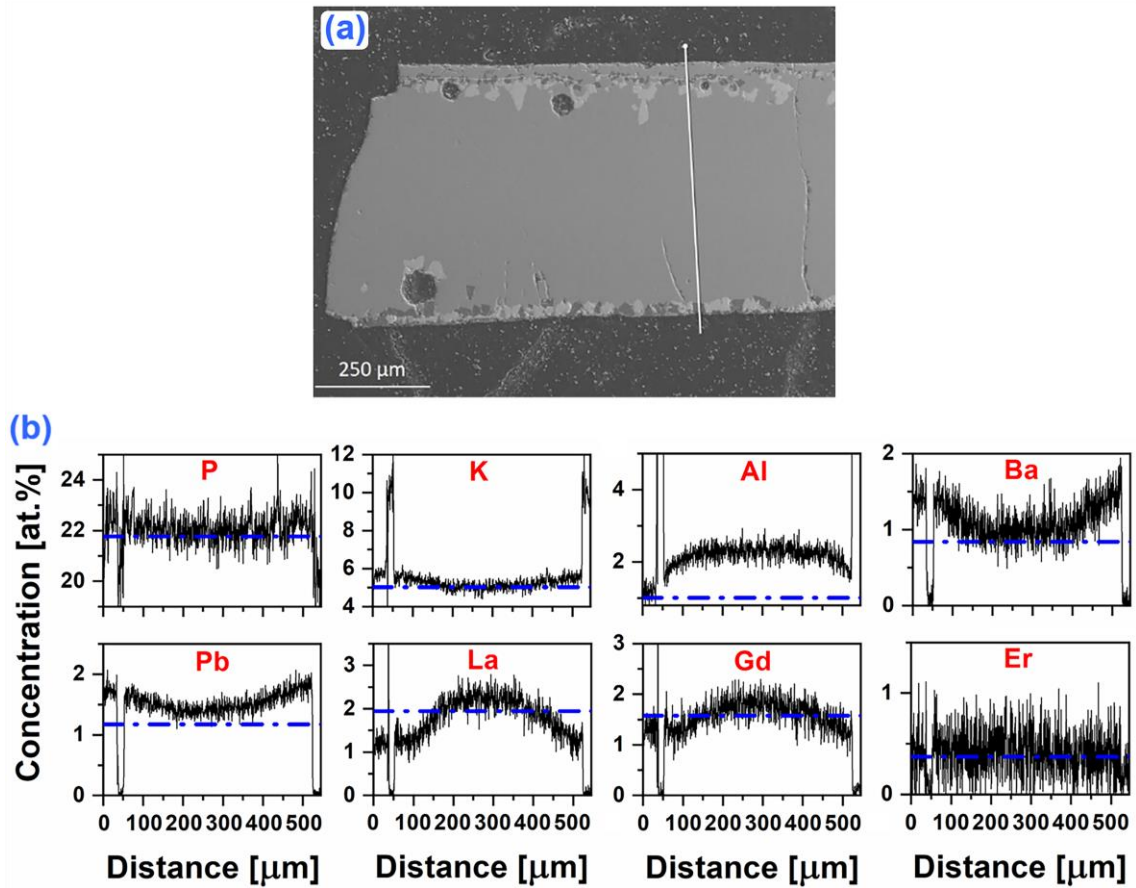 (a)
250 μm
(b)
Concentration [at.%]
P
24
22
20
K
12
10
8
6
4
Al
4
2
Ba
2
1
0
Pb
2
1
0
0 100 200 300 400 500
La
3
2
1
0
0 100 200 300 400 500
Gd
3
2
1
0
0 100 200 300 400 500
Er
1
0
0 100 200 300 400 500
Distance [μm] Distance [μm] Distance [μm] Distance [μm]